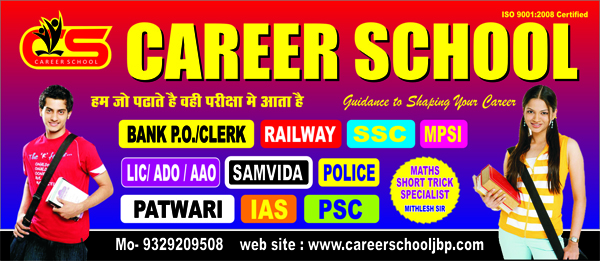 ISO 9001:2008 Certified
CS
CAREER SCHOOL
CAREER SCHOOL
हम जो पढाते है वही परीक्षा मे आता है
Guidance to Shaping Your Career
BANK P.O./CLERK RAILWAY SSC MPSI
LIC/ ADO / AAO SAMVIDA POLICE
PATWARI IAS PSC
MATHS
SHORT TRICK
SPECIALIST
MITHLESH SIR
Mo- 9329209508 web site : www.careerschooljbp.com